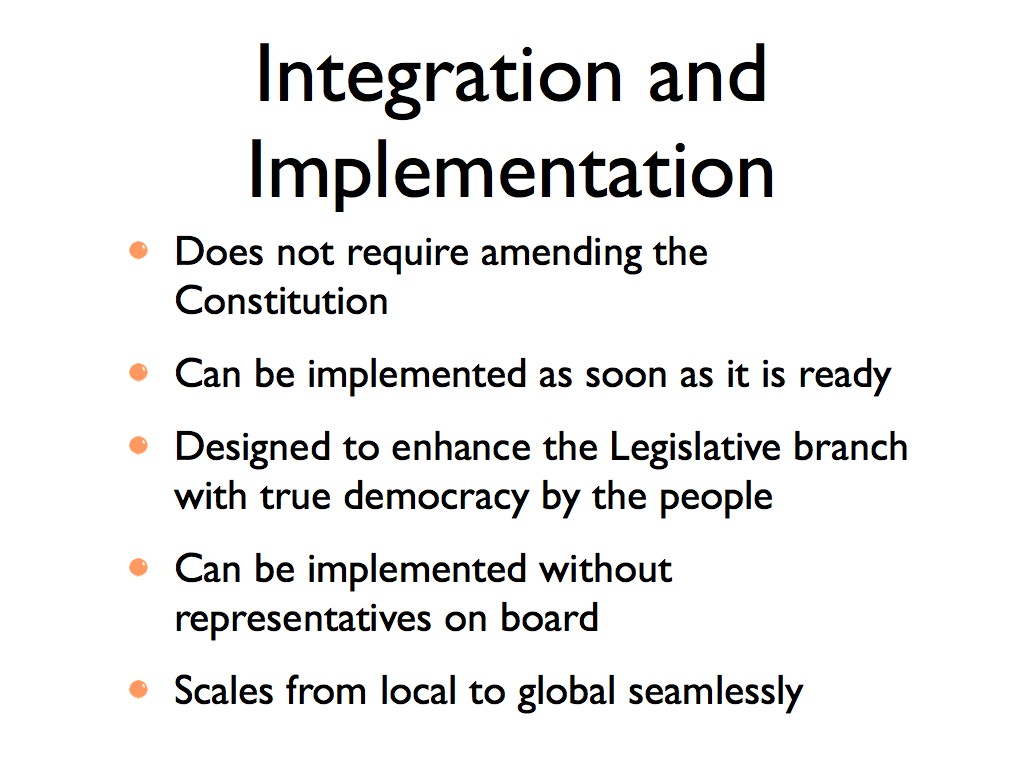 Integration and
Implementation
Does not require amending the
Constitution
Can be implemented as soon as it is ready
Designed to enhance the Legislative branch
with true democracy by the people
Can be implemented without
representatives on board
Scales from local to global seamlessly